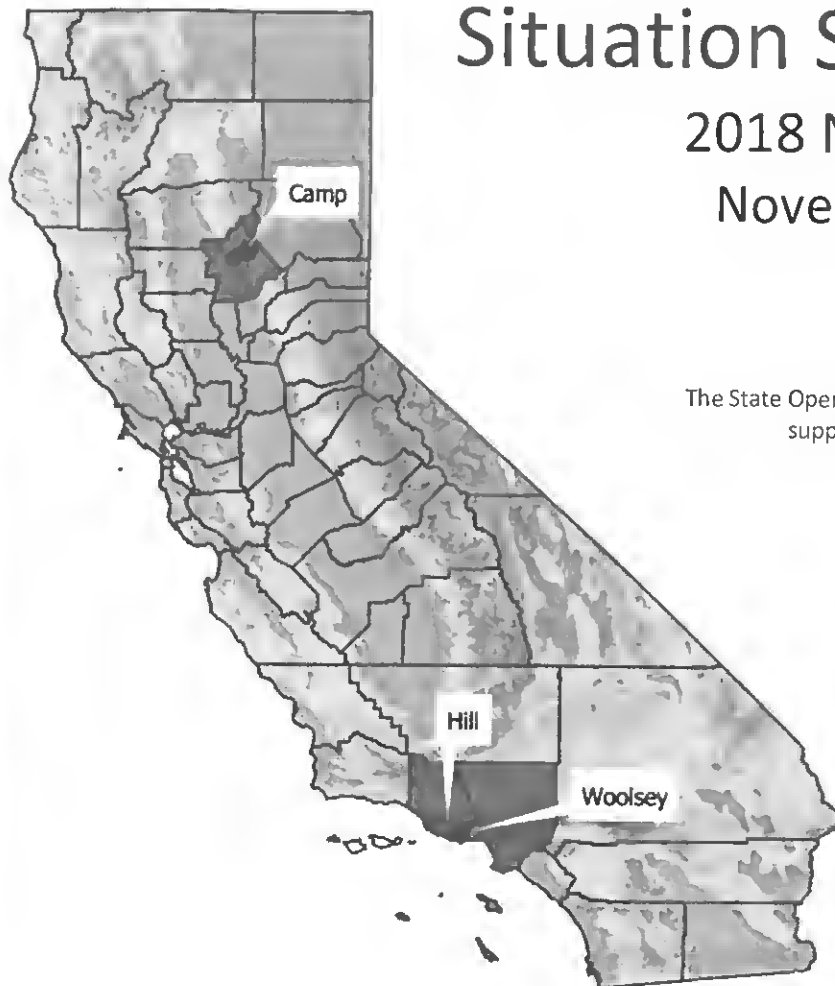 Situation S
2018 N
Nove
Camp
The State Oper
supp
Hill
Woolsey